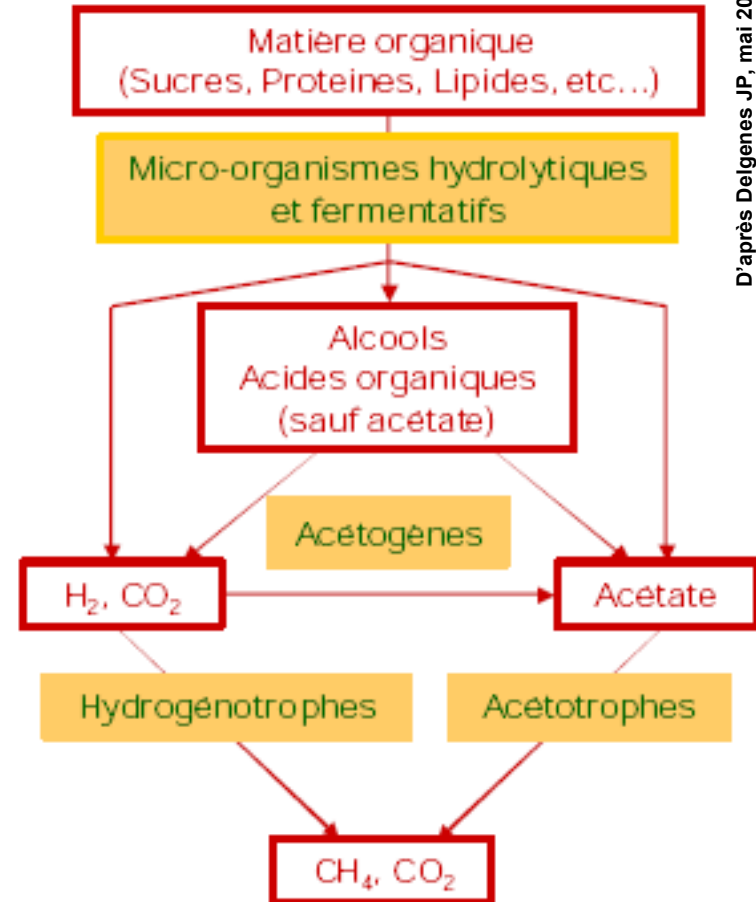 Matière organique
(Sucres, Proteines, Lipides, etc...)
Micro-organismes hydrolytiques
et fermentatifs
Alcools
Acides organiques
(sauf acétate)
Acétogènes
H₂, CO₂
Acétate
Hydrogénotrophes
Acétotrophes
CH₄, CO₂
D'après Delgenes JP, mai